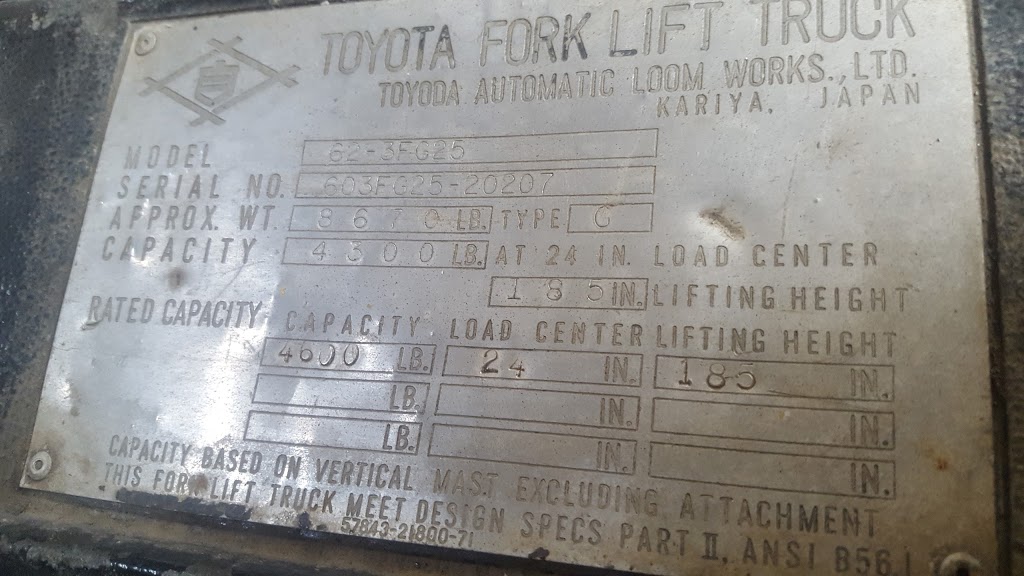 TOYOTA FORK LIFT TRUCK
TOYODA AUTOMATIC LOOM WORKS., LTD.
KARIYA, JAPAN
MODEL 62-3FG25
SERIAL NO. 603FG25-20207
APPROX. WT. 8670 LB. TYPE G
CAPACITY 4300 LB. AT 24 IN. LOAD CENTER
185 IN. LIFTING HEIGHT
RATED CAPACITY CAPACITY LOAD CENTER LIFTING HEIGHT
4600 LB. 24 IN. 185 IN.
LB. IN. IN.
LB. IN. IN.
CAPACITY BASED ON VERTICAL MAST EXCLUDING ATTACHMENT
THIS FORK LIFT TRUCK MEET DESIGN SPECS PART II, ANSI B56.1
57843-21800-71